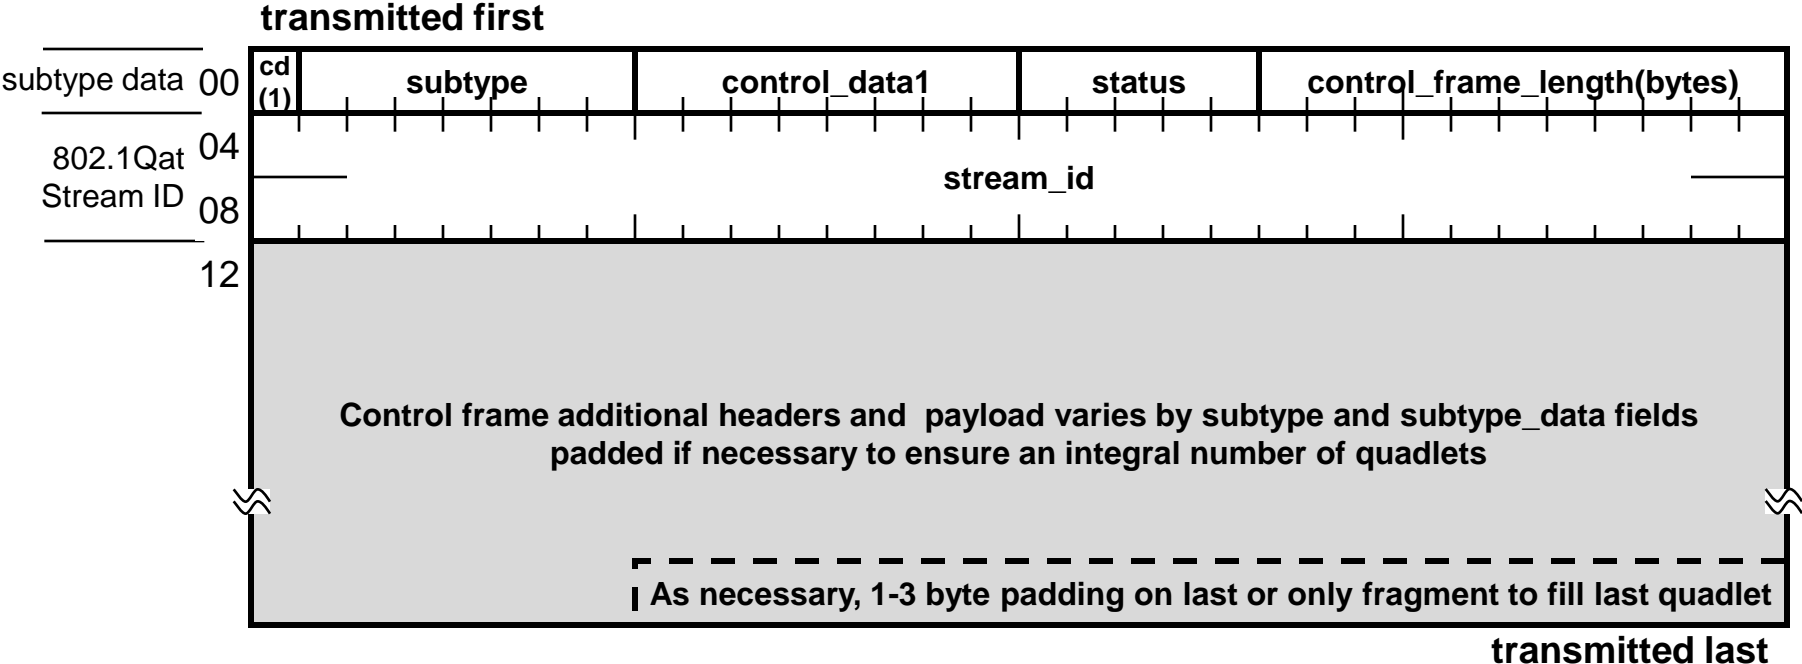 transmitted first
subtype data 00 cd (1) subtype control_data1 status control_frame_length(bytes)
802.1Qat 04
Stream ID 08
stream_id
12
Control frame additional headers and  payload varies by subtype and subtype_data fields
padded if necessary to ensure an integral number of quadlets
As necessary, 1-3 byte padding on last or only fragment to fill last quadlet
transmitted last